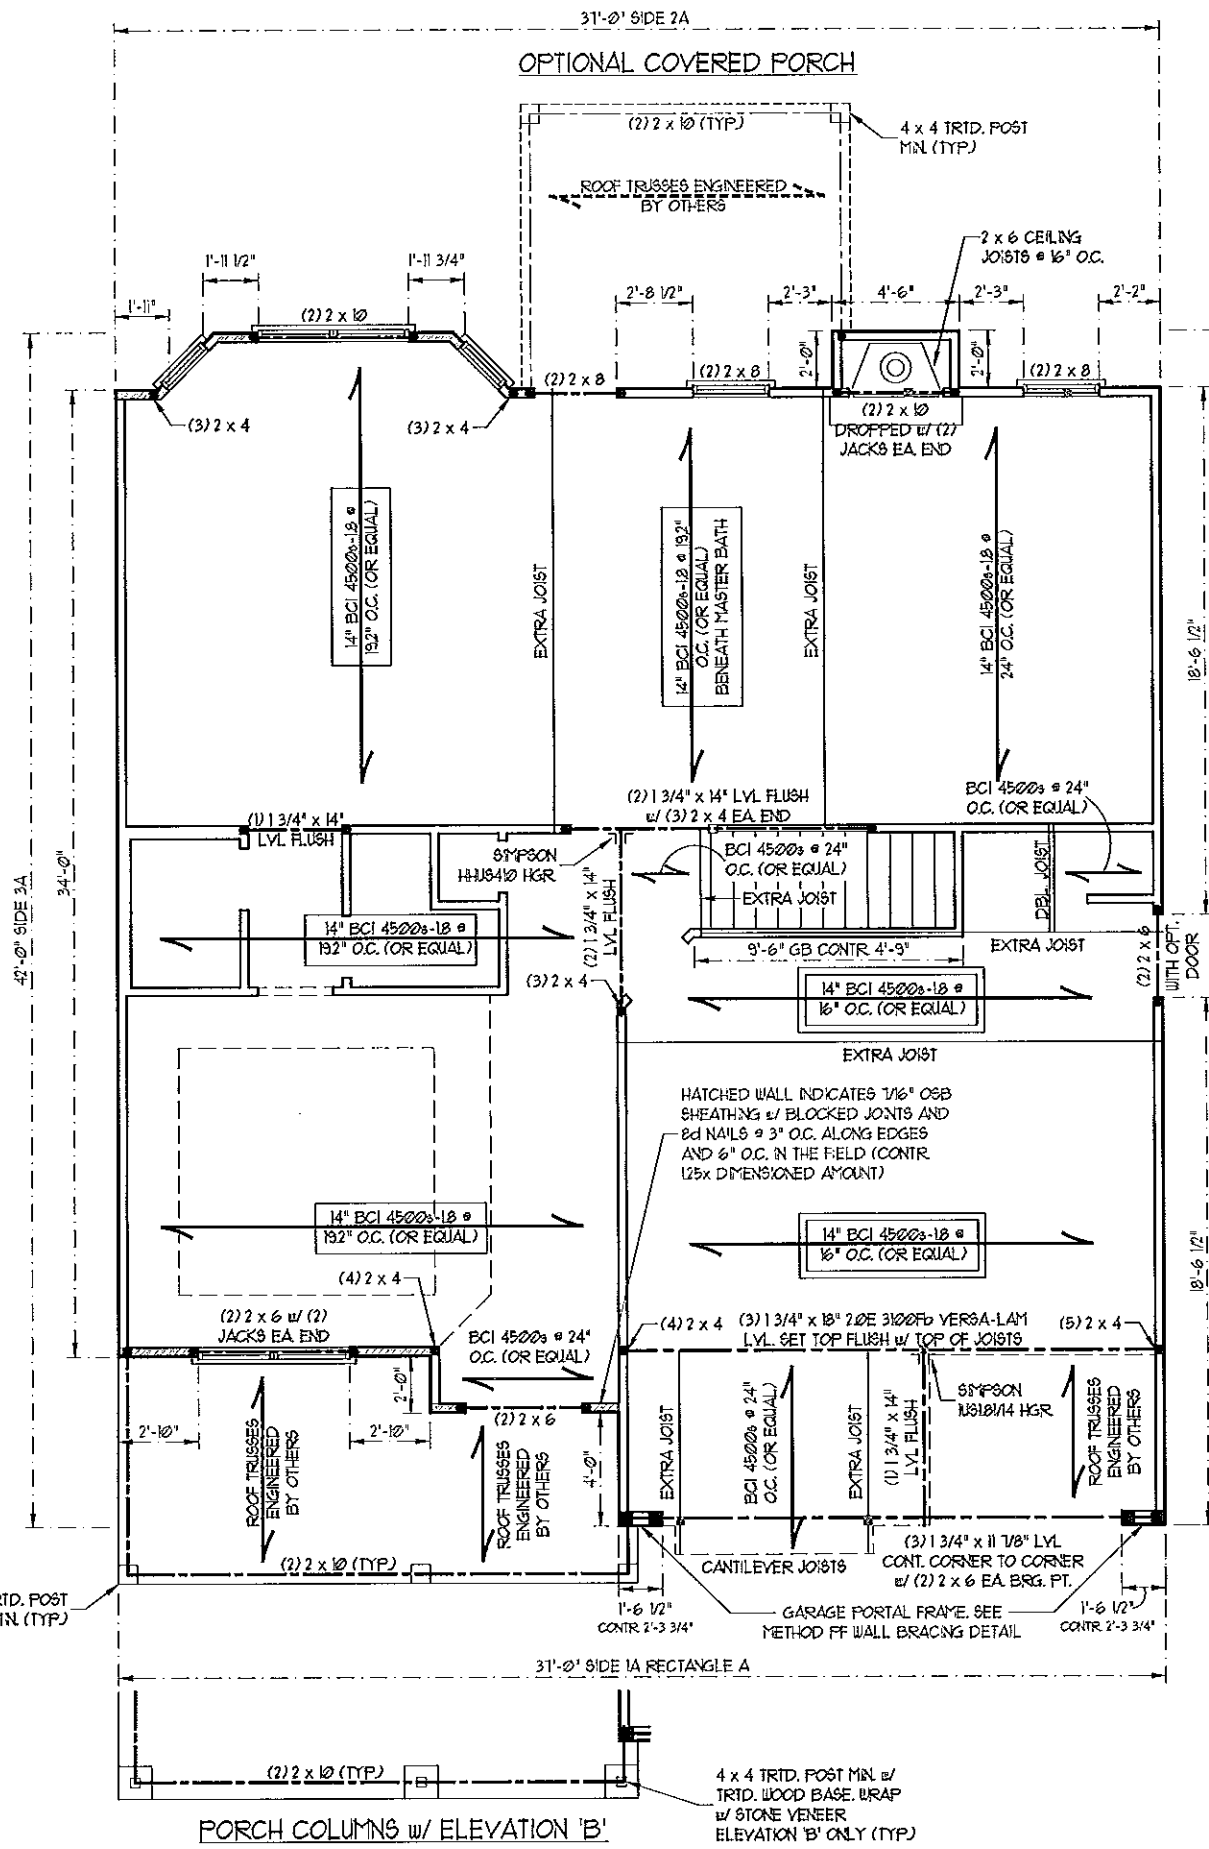 37'-0" SIDE 2A
OPTIONAL COVERED PORCH
(2) 2 x 10 (TYP.)
4 x 4 TRTD. POST
MIN. (TYP.)
ROOF TRUSSES ENGINEERED
BY OTHERS
2 x 6 CEILING
JOISTS @ 16" O.C.
1'-11 1/2"
1'-11 3/4"
1'-11"
(2) 2 x 10
2'-8 1/2"
2'-3"
4'-6"
2'-3"
2'-2"
2'-0"
2'-0"
(2) 2 x 8
(2) 2 x 8
(2) 2 x 8
(3) 2 x 4
(3) 2 x 4
(2) 2 x 10
DROPPED w/ (2)
JACKS EA. END
14" BCI 4500s-1.8 @
19.2" O.C. (OR EQUAL)
EXTRA JOIST
14" BCI 4500s-1.8 @ 19.2"
O.C. (OR EQUAL)
BENEATH MASTER BATH
EXTRA JOIST
14" BCI 4500s-1.8 @
24" O.C. (OR EQUAL)
18'-6 1/2"
42'-0" SIDE 3A
34'-0"
(1) 1 3/4" x 14"
LVL FLUSH
(2) 1 3/4" x 14" LVL FLUSH
w/ (3) 2 x 4 EA. END
BCI 4500s @ 24"
O.C. (OR EQUAL)
SIMPSON
HHUS410 HGR.
BCI 4500s @ 24"
O.C. (OR EQUAL)
EXTRA JOIST
(2) 1 3/4" x 14"
LVL FLUSH
DBL. JOIST
14" BCI 4500s-1.8 @
19.2" O.C. (OR EQUAL)
9'-6" GB CONTR. 4'-9"
EXTRA JOIST
(2) 2 x 6
WITH OPT.
DOOR
(3) 2 x 4
14" BCI 4500s-1.8 @
16" O.C. (OR EQUAL)
EXTRA JOIST
HATCHED WALL INDICATES 7/16" OSB
SHEATHING w/ BLOCKED JOINTS AND
8d NAILS @ 3" O.C. ALONG EDGES
AND 6" O.C. IN THE FIELD (CONTR.
1.25x DIMENSIONED AMOUNT)
14" BCI 4500s-1.8 @
19.2" O.C. (OR EQUAL)
14" BCI 4500s-1.8 @
16" O.C. (OR EQUAL)
18'-6 1/2"
(4) 2 x 4
(2) 2 x 6 w/ (2)
JACKS EA. END
BCI 4500s @ 24"
O.C. (OR EQUAL)
(4) 2 x 4
(3) 1 3/4" x 18" 2.0E 3100Fb VERSA-LAM
LVL. SET TOP FLUSH w/ TOP OF JOISTS
(5) 2 x 4
2'-0"
2'-10"
2'-10"
(2) 2 x 6
4'-0"
ROOF TRUSSES
ENGINEERED
BY OTHERS
ROOF TRUSSES
ENGINEERED
BY OTHERS
EXTRA JOIST
BCI 4500s @ 24"
O.C. (OR EQUAL)
EXTRA JOIST
(1) 1 3/4" x 14"
LVL FLUSH
SIMPSON
IUS1.81/14 HGR.
ROOF TRUSSES
ENGINEERED
BY OTHERS
(2) 2 x 10 (TYP.)
CANTILEVER JOISTS
(3) 1 3/4" x 11 7/8" LVL
CONT. CORNER TO CORNER
w/ (2) 2 x 6 EA. BRG. PT.
RTD. POST
IN. (TYP.)
1'-6 1/2"
CONTR. 2'-3 3/4"
GARAGE PORTAL FRAME. SEE
METHOD PF WALL BRACING DETAIL
1'-6 1/2"
CONTR. 2'-3 3/4"
37'-0" SIDE 1A RECTANGLE A
(2) 2 x 10 (TYP.)
4 x 4 TRTD. POST MIN. w/
TRTD. WOOD BASE. WRAP
w/ STONE VENEER
ELEVATION 'B' ONLY (TYP.)
PORCH COLUMNS w/ ELEVATION 'B'